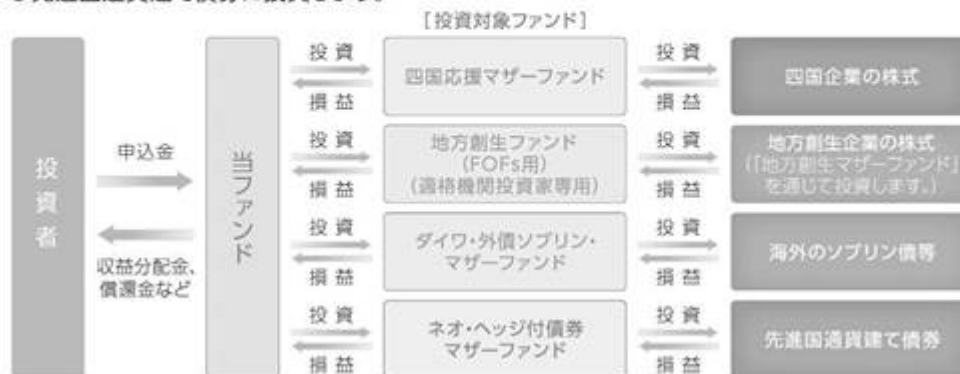 [投資対象ファンド]
投資者
申込金
収益分配金、
償還金など
当ファンド
投資
損益
四国応援マザーファンド
投資
損益
四国企業の株式
投資
損益
地方創生ファンド
(FOFs用)
(適格機関投資家専用)
投資
損益
地方創生企業の株式
(「地方創生マザーファンド」
を通じて投資します。)
投資
損益
ダイワ・外債ソブリン・
マザーファンド
投資
損益
海外のソブリン債等
投資
損益
ネオ・ヘッジ付債券
マザーファンド
投資
損益
先進国通貨建て債券